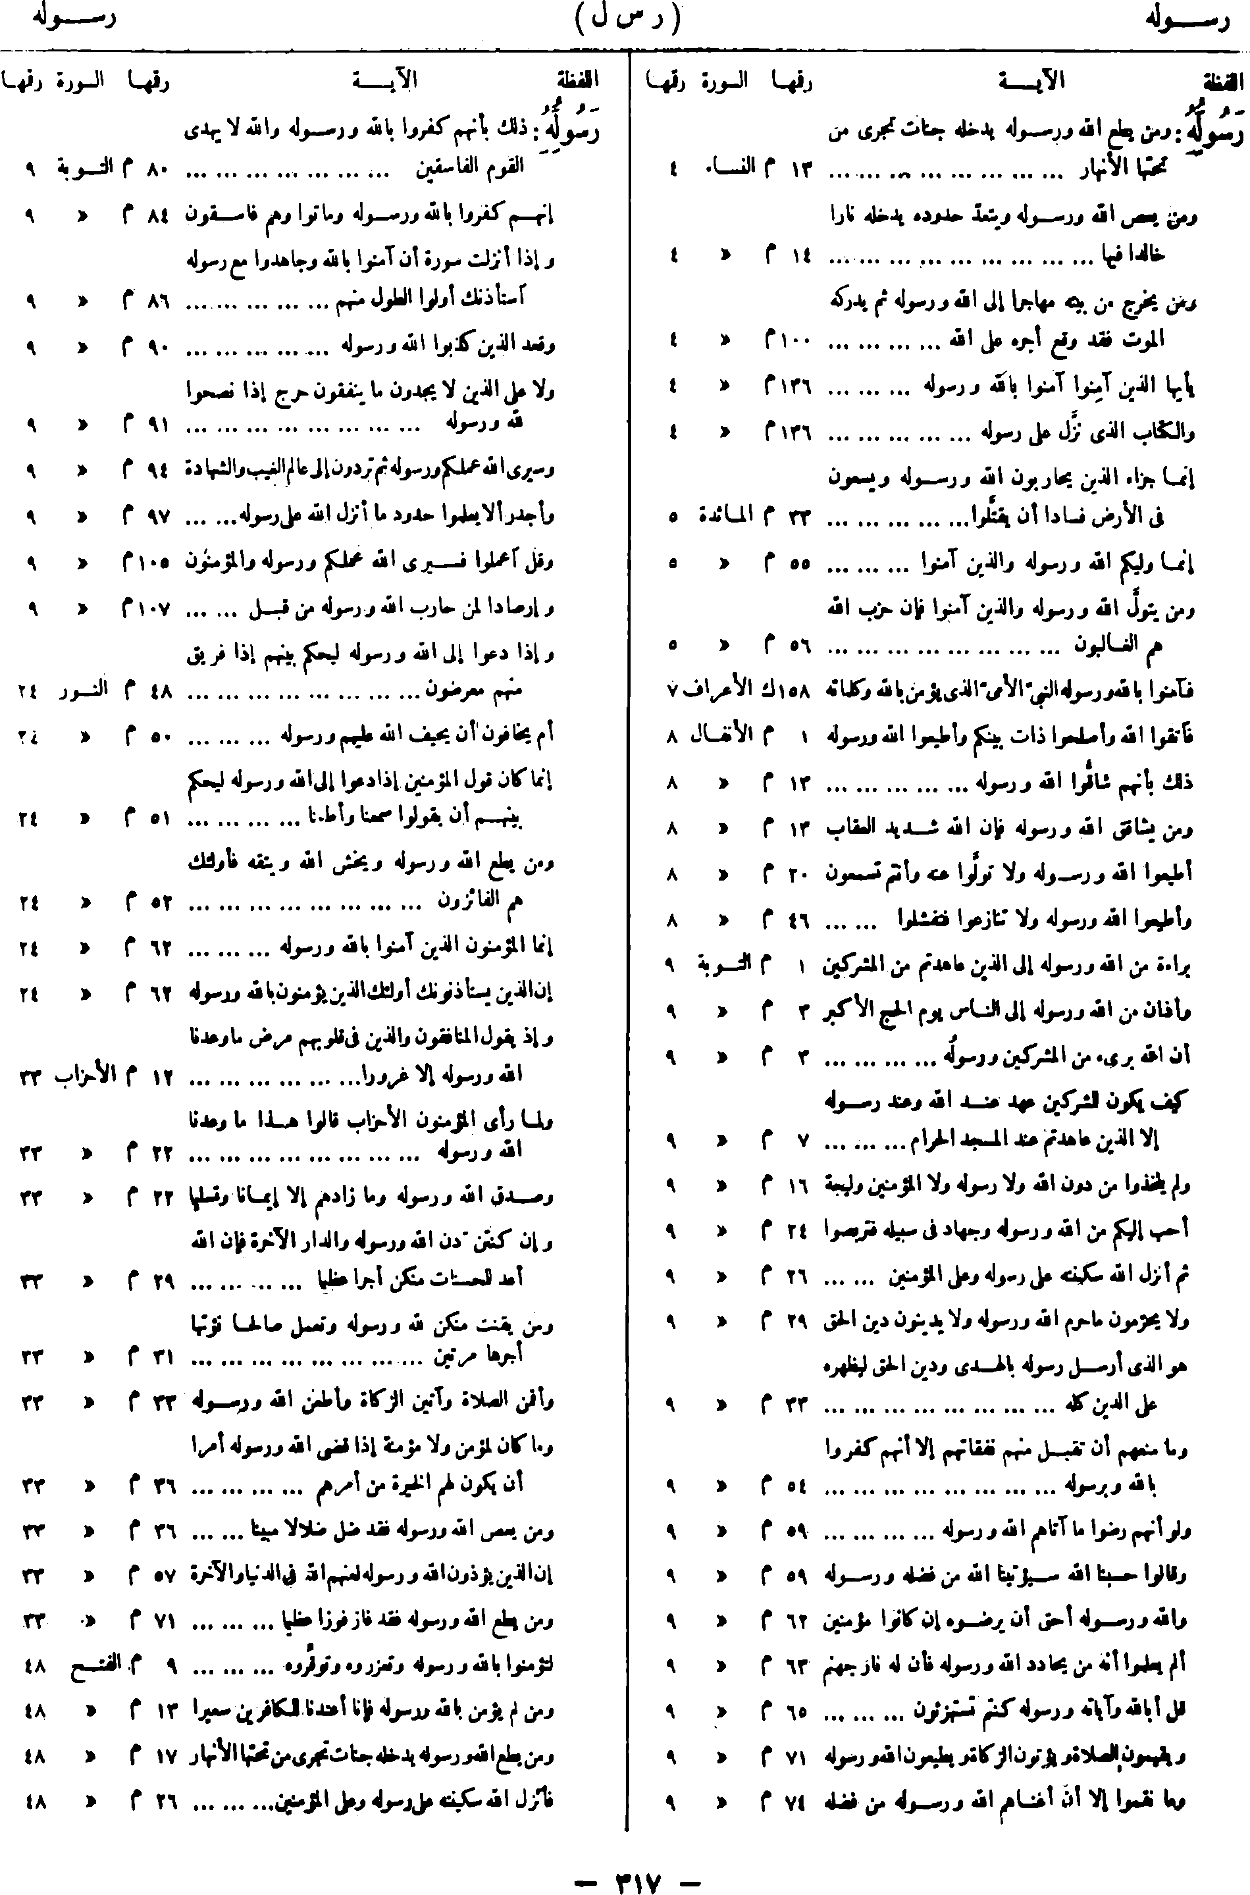 رســوله
(ر س ل)
رســوله
اللفظة الآيــة رقمها السورة رقمها
رَسُولُهُ : ومن يطع الله ورسوله يدخله جنات تجرى من
تحتها الأنهار ... ... ... ... ... ... ... ... ١٣ م النساء ٤
ومن يعص الله ورسوله ويتعد حدوده يدخله نارا
خالدا فيها ... ... ... ... ... ... ... ... ... ١٤ م « ٤
ومن يخرج من بيته مهاجرا إلى الله ورسوله ثم يدركه
الموت فقد وقع أجره على الله ... ... ... ... ١٠٠ م « ٤
يأيها الذين آمنوا آمنوا بالله ورسوله ... ... ... ١٣٦ م « ٤
والكتاب الذى نزَّل على رسوله ... ... ... ... ... ١٣٦ م « ٤
إنما جزاء الذين يحاربون الله ورسوله ويسعون
فى الأرض فسادا أن يقتَّلوا ... ... ... ... ... ٣٣ م المائدة ٥
إنما وليكم الله ورسوله والذين آمنوا ... ... ... ٥٥ م « ٥
ومن يتولَّ الله ورسوله والذين آمنوا فإن حزب الله
هم الغالبون ... ... ... ... ... ... ... ... ٥٦ م « ٥
فآمنوا بالله ورسوله النبىّ الأمىّ الذى يؤمن بالله وكلماته ١٥٨ ك الأعراف ٧
فآتقوا الله وأصلحوا ذات بينكم وأطيعوا الله ورسوله ١ م الأنفال ٨
ذلك بأنهم شاقُّوا الله ورسوله ... ... ... ... ... ١٣ م « ٨
ومن يشاقق الله ورسوله فإن الله شديد العقاب ١٣ م « ٨
أطيعوا الله ورسوله ولا تولَّوا عنه وأنتم تسمعون ٢٠ م « ٨
وأطيعوا الله ورسوله ولا تنازعوا فتفشلوا ... ... ٤٦ م « ٨
براءة من الله ورسوله إلى الذين عاهدتم من المشركين ١ م التوبة ٩
وأذان من الله ورسوله إلى الناس يوم الحج الأكبر ٣ م « ٩
أن الله برىء من المشركين ورسولُه ... ... ... ... ٣ م « ٩
كيف يكون للمشركين عهد عند الله وعند رسوله
إلا الذين عاهدتم عند المسجد الحرام ... ... ... ٧ م « ٩
ولم يتخذوا من دون الله ولا رسوله ولا المؤمنين وليجة ١٦ م « ٩
أحب إليكم من الله ورسوله وجهاد فى سبيله فتربصوا ٢٤ م « ٩
ثم أنزل الله سكينته على رسوله وعلى المؤمنين ... ... ٢٦ م « ٩
ولا يحرّمون ماحرم الله ورسوله ولا يدينون دين الحق ٢٩ م « ٩
هو الذى أرسل رسوله بالهدى ودين الحق ليظهره
على الدين كله ... ... ... ... ... ... ... ... ٣٣ م « ٩
وما منعهم أن تقبل منهم نفقاتهم إلا أنهم كفروا
بالله وبرسوله ... ... ... ... ... ... ... ... ٥٤ م « ٩
ولو أنهم رضوا ما آتاهم الله ورسوله ... ... ... ... ٥٩ م « ٩
وقالوا حسبنا الله سيؤتينا الله من فضله ورسوله ٥٩ م « ٩
والله ورسوله أحق أن يرضوه إن كانوا مؤمنين ٦٢ م « ٩
ألم يعلموا أنه من يحادد الله ورسوله فأن له نار جهنم ٦٣ م « ٩
قل أبالله وآياته ورسوله كنتم تستهزئون ... ... ... ٦٥ م « ٩
ويقيمون الصلاة ويؤتون الزكاة ويطيعون الله ورسوله ٧١ م « ٩
وما نقموا إلا أن أغناهم الله ورسوله من فضله ٧٤ م « ٩
اللفظة الآيــة رقمها السورة رقمها
رَسُولُهُ : ذلك بأنهم كفروا بالله ورسوله والله لا يهدى
القوم الفاسقين ... ... ... ... ... ... ... ٨٠ م التوبة ٩
إنهم كفروا بالله ورسوله وماتوا وهم فاسقون ٨٤ م « ٩
وإذا أنزلت سورة أن آمنوا بالله وجاهدوا مع رسوله
آستأذنك أولوا الطول منهم ... ... ... ... ... ٨٦ م « ٩
وقعد الذين كذبوا الله ورسوله ... ... ... ... ... ٩٠ م « ٩
ولا على الذين لا يجدون ما ينفقون حرج إذا نصحوا
لله ورسوله ... ... ... ... ... ... ... ... ٩١ م « ٩
وسيرى الله عملكم ورسوله ثم تردون إلى عالم الغيب والشهادة ٩٤ م « ٩
وأجدر ألا يعلموا حدود ما أنزل الله على رسوله ... ... ٩٧ م « ٩
وقل آعملوا فسيرى الله عملكم ورسوله والمؤمنون ١٠٥ م « ٩
وإرصادا لمن حارب الله ورسوله من قبل ... ... ١٠٧ م « ٩
وإذا دعوا إلى الله ورسوله ليحكم بينهم إذا فريق
منهم معرضون ... ... ... ... ... ... ... ... ٤٨ م النور ٢٤
أم يخافون أن يحيف الله عليهم ورسوله ... ... ... ٥٠ م « ٢٤
إنما كان قول المؤمنين إذا دعوا إلى الله ورسوله ليحكم
بينهم أن يقولوا سمعنا وأطعنا ... ... ... ... ٥١ م « ٢٤
ومن يطع الله ورسوله ويخش الله ويتقه فأولئك
هم الفائزون ... ... ... ... ... ... ... ... ٥٢ م « ٢٤
إنما المؤمنون الذين آمنوا بالله ورسوله ... ... ... ٦٢ م « ٢٤
إن الذين يستأذنونك أولئك الذين يؤمنون بالله ورسوله ٦٢ م « ٢٤
وإذ يقول المنافقون والذين فى قلوبهم مرض ما وعدنا
الله ورسوله إلا غرورا ... ... ... ... ... ... ١٢ م الأحزاب ٣٣
ولما رأى المؤمنون الأحزاب قالوا هذا ما وعدنا
الله ورسوله ... ... ... ... ... ... ... ... ٢٢ م « ٣٣
وصدق الله ورسوله وما زادهم إلا إيمانا وتسليما ٢٢ م « ٣٣
وإن كنتن تردن الله ورسوله والدار الآخرة فإن الله
أعد للمحسنات منكن أجرا عظيما ... ... ... ... ٢٩ م « ٣٣
ومن يقنت منكن لله ورسوله وتعمل صالحا نؤتها
أجرها مرتين ... ... ... ... ... ... ... ... ٣١ م « ٣٣
وأقمن الصلاة وآتين الزكاة وأطعن الله ورسوله ٣٣ م « ٣٣
وما كان لمؤمن ولا مؤمنة إذا قضى الله ورسوله أمرا
أن يكون لهم الخيرة من أمرهم ... ... ... ... ٣٦ م « ٣٣
ومن يعص الله ورسوله فقد ضل ضلالا مبينا ... ... ٣٦ م « ٣٣
إن الذين يؤذون الله ورسوله لعنهم الله فى الدنيا والآخرة ٥٧ م « ٣٣
ومن يطع الله ورسوله فقد فاز فوزا عظيما ... ... ... ٧١ م « ٣٣
لتؤمنوا بالله ورسوله وتعزروه وتوقّروه ... ... ... ٩ م الفتح ٤٨
ومن لم يؤمن بالله ورسوله فإنا أعتدنا للكافرين سعيرا ١٣ م « ٤٨
ومن يطع الله ورسوله يدخله جنات تجرى من تحتها الأنهار ١٧ م « ٤٨
فأنزل الله سكينته على رسوله وعلى المؤمنين ... ... ... ٢٦ م « ٤٨
— ٣١٧ —